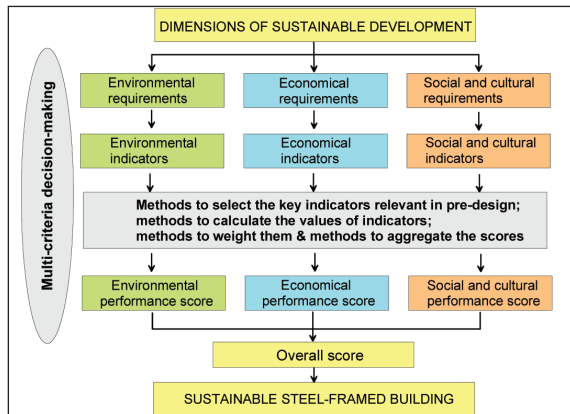 DIMENSIONS OF SUSTAINABLE DEVELOPMENT
Multi-criteria decision-making
Environmental
requirements
Economical
requirements
Social and cultural
requirements
Environmental
indicators
Economical
indicators
Social and cultural
indicators
Methods to select the key indicators relevant in pre-design;
methods to calculate the values of indicators;
methods to weight them & methods to aggregate the scores
Environmental
performance score
Economical
performance score
Social and cultural
performance score
Overall score
SUSTAINABLE STEEL-FRAMED BUILDING